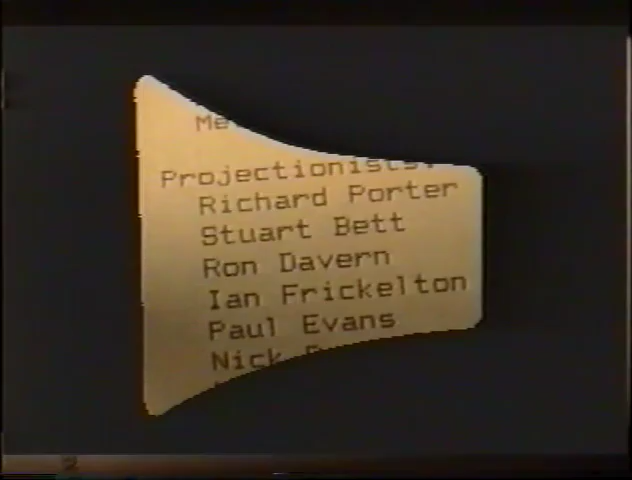 Projectionists:
Richard Porter
Stuart Bett
Ron Davern
Ian Frickelton
Paul Evans
Nick